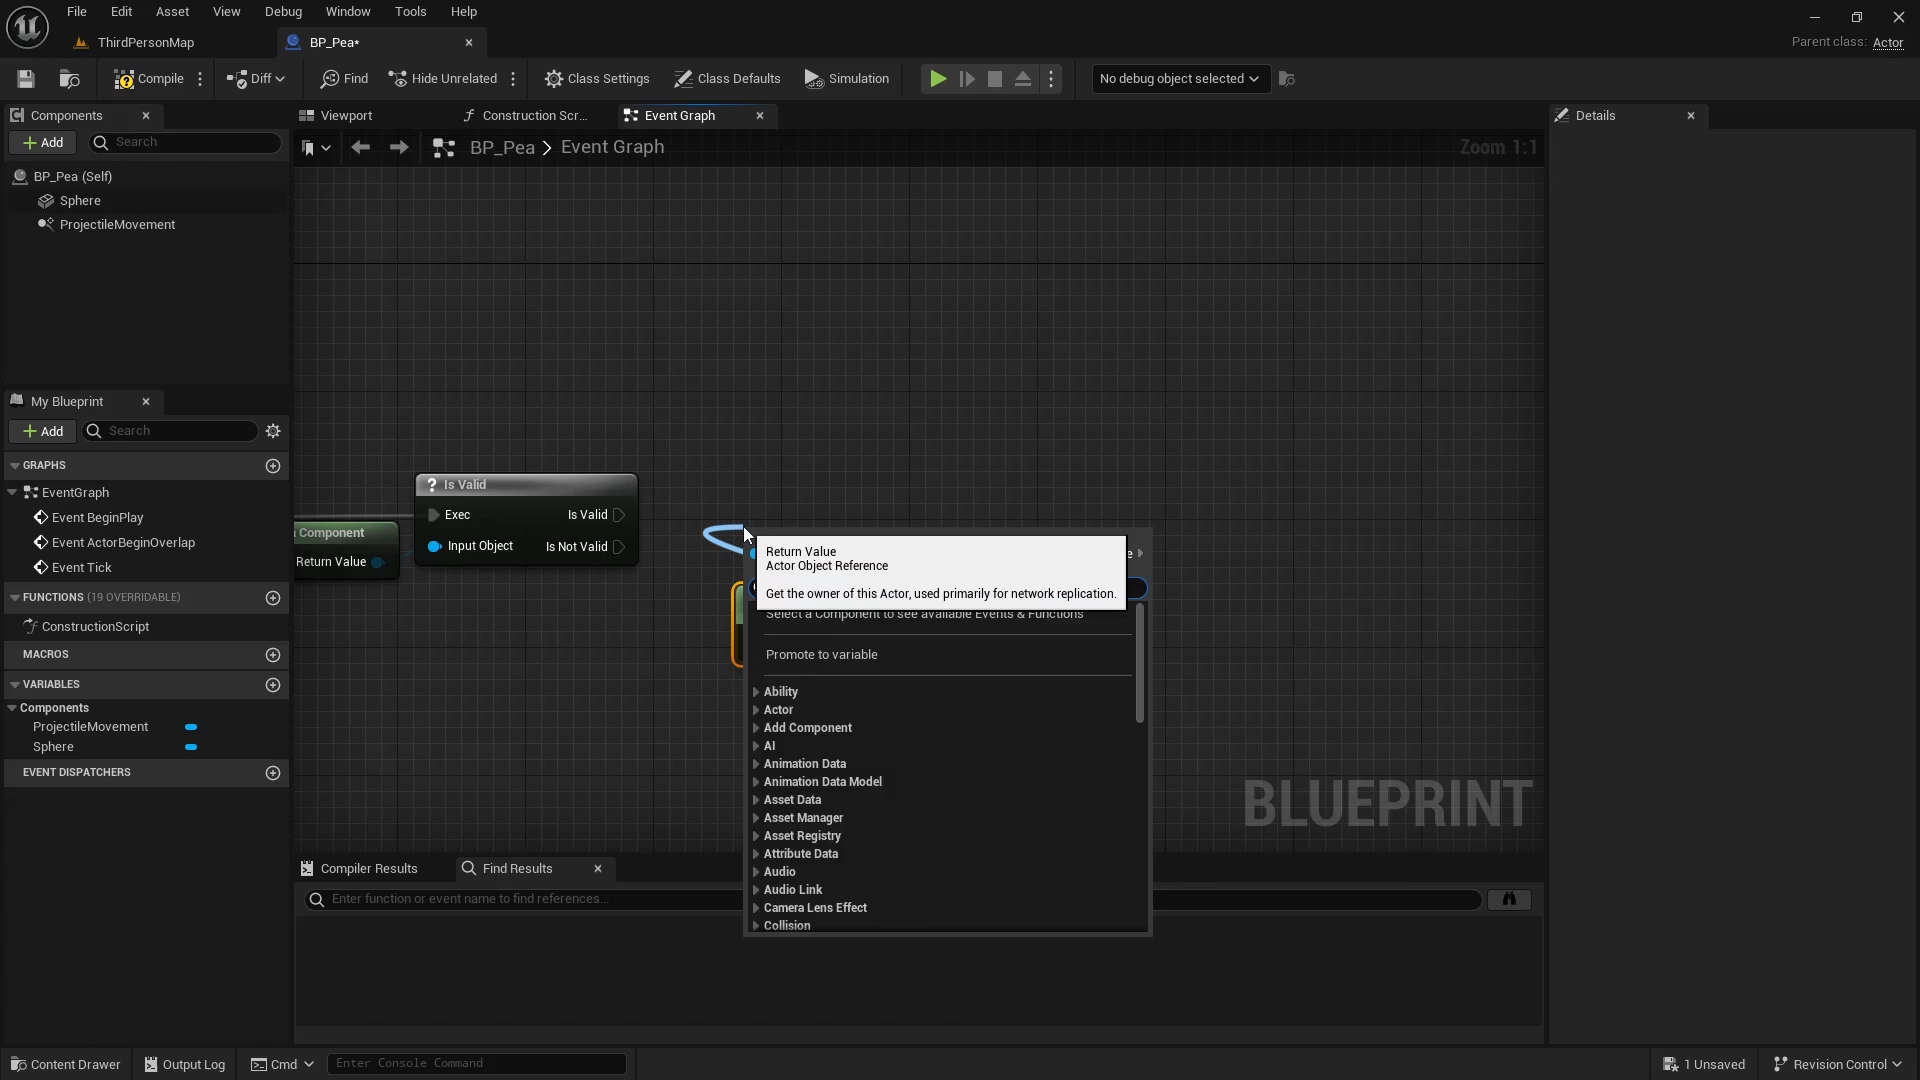 File Edit Asset View Debug Window Tools Help
ThirdPersonMap
BP_Pea*
Parent class: Actor
Compile
Diff
Find
Hide Unrelated
Class Settings
Class Defaults
Simulation
No debug object selected
Components
Viewport
Construction Scr...
Event Graph
Details
Add
Search
BP_Pea > Event Graph
Zoom 1:1
BP_Pea (Self)
Sphere
ProjectileMovement
My Blueprint
Add
Search
GRAPHS
EventGraph
Event BeginPlay
Event ActorBeginOverlap
Event Tick
FUNCTIONS (19 OVERRIDABLE)
ConstructionScript
MACROS
VARIABLES
Components
ProjectileMovement
Sphere
EVENT DISPATCHERS
Component
Return Value
? Is Valid
Exec
Is Valid
Input Object
Is Not Valid
Return Value
Actor Object Reference
Get the owner of this Actor, used primarily for network replication.
e
Select a Component to see available Events & Functions
Promote to variable
Ability
Actor
Add Component
AI
Animation Data
Animation Data Model
Asset Data
Asset Manager
Asset Registry
Attribute Data
Audio
Audio Link
Camera Lens Effect
Collision
BLUEPRINT
Compiler Results
Find Results
Enter function or event name to find references...
Content Drawer
Output Log
Cmd
Enter Console Command
1 Unsaved
Revision Control